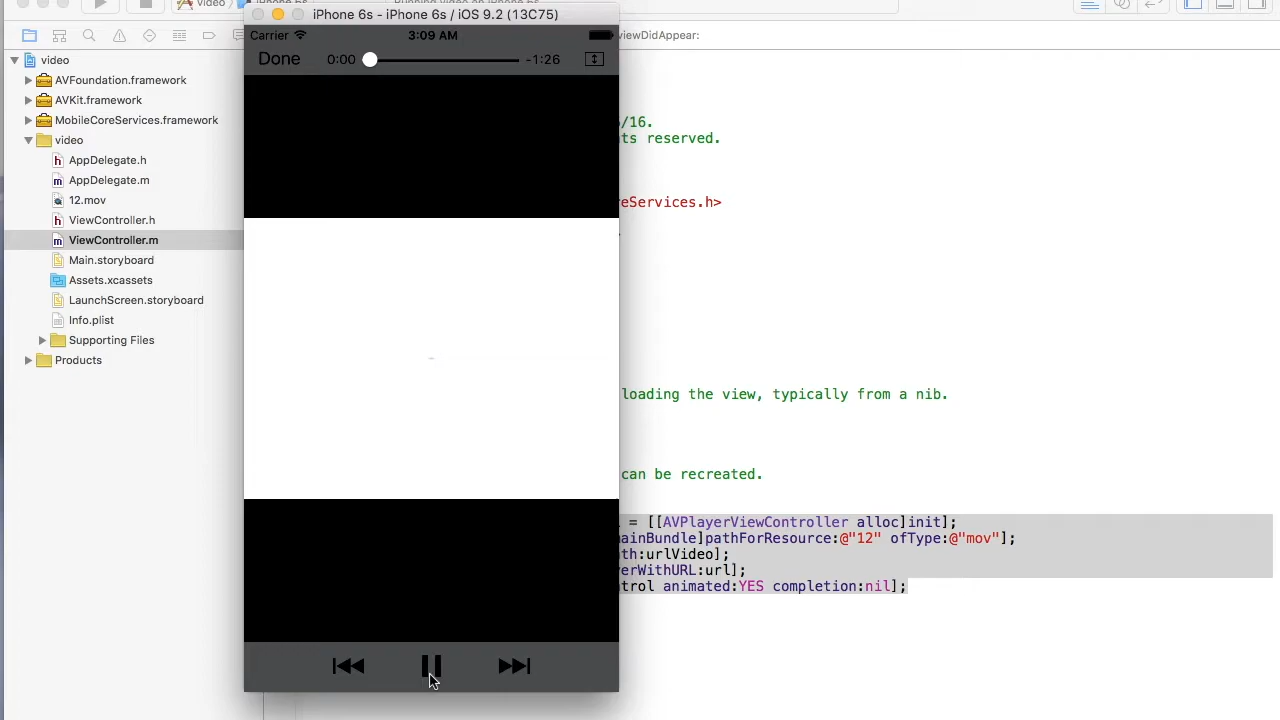 video
iPhone 6s - iPhone 6s / iOS 9.2 (13C75)
Carrier
3:09 AM
viewDidAppear:
Done
0:00
-1:26
video
AVFoundation.framework
AVKit.framework
MobileCoreServices.framework
video
AppDelegate.h
AppDelegate.m
12.mov
ViewController.h
ViewController.m
Main.storyboard
Assets.xcassets
LaunchScreen.storyboard
Info.plist
Supporting Files
Products
/16.
ts reserved.
eServices.h>
loading the view, typically from a nib.
can be recreated.
= [[AVPlayerViewController alloc]init];
mainBundle]pathForResource:@"12" ofType:@"mov"];
th:urlVideo];
yerWithURL:url];
trol animated:YES completion:nil];